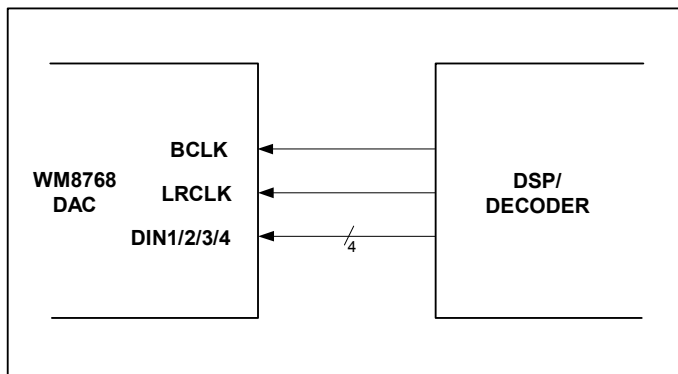 WM8768
DAC
BCLK
LRCLK
DIN1/2/3/4
4
DSP/
DECODER